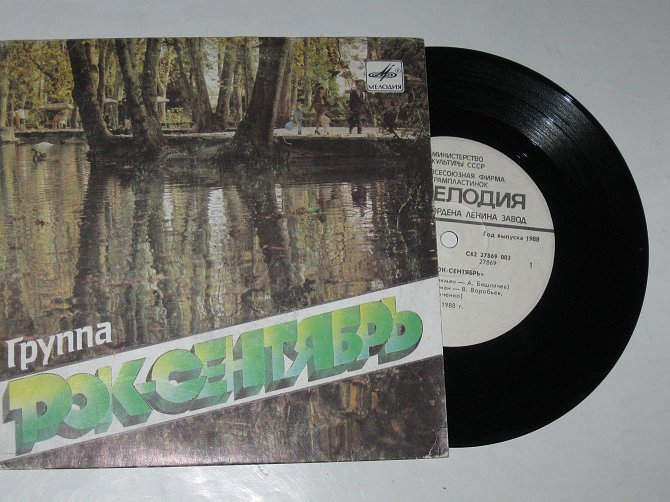 МЕЛОДИЯ
Группа
РОК-СЕНТЯБРЬ
МИНИСТЕРСТВО
КУЛЬТУРЫ СССР
ВСЕСОЮЗНАЯ ФИРМА
ГРАМПЛАСТИНОК
МЕЛОДИЯ
ОРДЕНА ЛЕНИНА ЗАВОД
Год выпуска 1988
С62 27869 003
27869
1
РОК-СЕНТЯБРЬ»
— А. Башлачев)
— В. Воробьев,
1988 г.